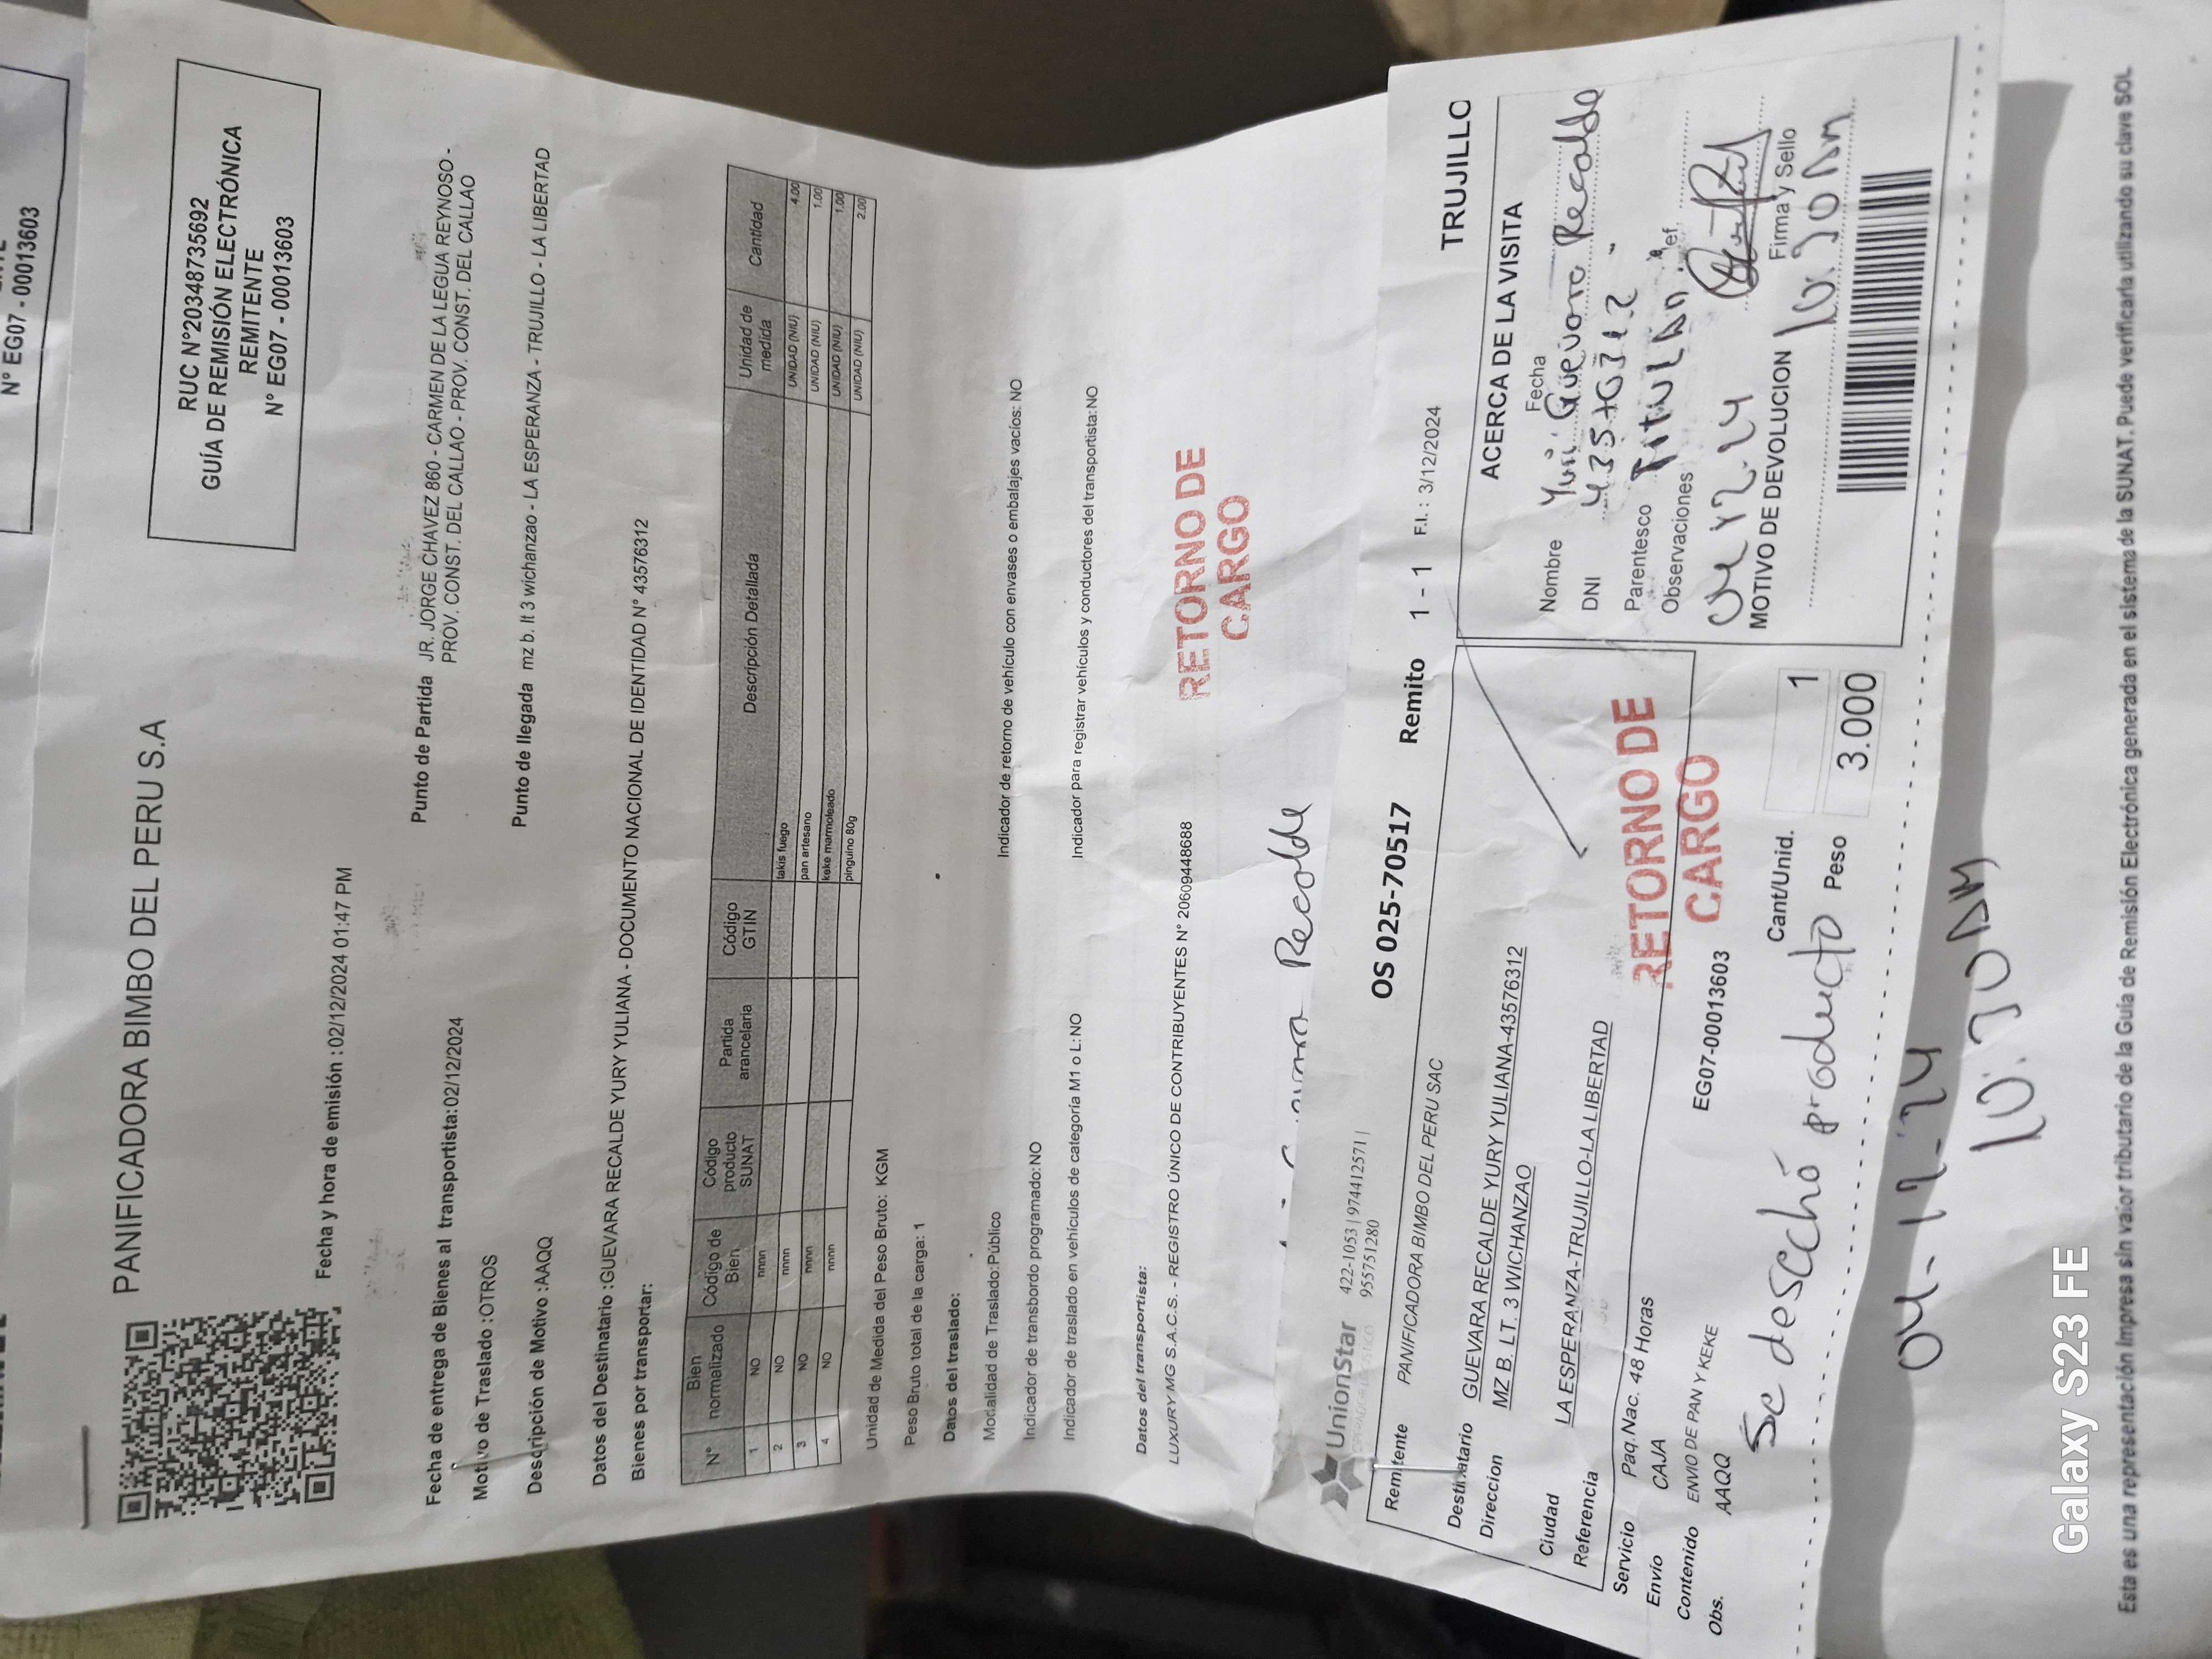 N° EG07 - 00013603
PANIFICADORA BIMBO DEL PERU S.A
RUC N°20348735692
GUÍA DE REMISIÓN ELECTRÓNICA
REMITENTE
N° EG07 - 00013603
Fecha y hora de emisión :02/12/2024 01:47 PM
Fecha de entrega de Bienes al transportista:02/12/2024
Motivo de Traslado :OTROS
Descripción de Motivo :AAQQ
Punto de Partida JR. JORGE CHAVEZ 860 - CARMEN DE LA LEGUA REYNOSO -
PROV. CONST. DEL CALLAO - PROV. CONST. DEL CALLAO
Punto de llegada mz b. lt 3 wichanzao - LA ESPERANZA - TRUJILLO - LA LIBERTAD
Datos del Destinatario :GUEVARA RECALDE YURY YULIANA - DOCUMENTO NACIONAL DE IDENTIDAD N° 43576312
Bienes por transportar:
N° Bien normalizado Código de Bien Código producto SUNAT Partida arancelaria Código GTIN Descripción Detallada Unidad de medida Cantidad
1 NO nnnn takis fuego UNIDAD (NIU) 4.00
2 NO nnnn pan artesano UNIDAD (NIU) 1.00
3 NO nnnn keke marmoleado UNIDAD (NIU) 1.00
4 NO nnnn pinguino 80g UNIDAD (NIU) 2.00
Unidad de Medida del Peso Bruto: KGM
Peso Bruto total de la carga: 1
Datos del traslado:
Modalidad de Traslado:Público
Indicador de retorno de vehículo con envases o embalajes vacíos: NO
Indicador de transbordo programado:NO
Indicador de traslado en vehículos de categoría M1 o L:NO
Indicador para registrar vehículos y conductores del transportista:NO
Datos del transportista:
LUXURY MG S.A.C.S. - REGISTRO ÚNICO DE CONTRIBUYENTES N° 20609448688
RETORNO DE
CARGO
Recalde
UnionStar
422-1053 | 974412571 |
955751280
OS 025-70517
Remito 1 - 1 F.I. : 3/12/2024 TRUJILLO
Remitente PANIFICADORA BIMBO DEL PERU SAC
Destinatario GUEVARA RECALDE YURY YULIANA-43576312
Direccion MZ B. LT. 3 WICHANZAO
Ciudad LA ESPERANZA-TRUJILLO-LA LIBERTAD
Referencia
Servicio Paq.Nac. 48 Horas
Envío CAJA
EG07-00013603
Contenido ENVIO DE PAN Y KEKE
Obs. AAQQ
Cant/Unid. 1
Peso 3.000
RETORNO DE
CARGO
Se desechó producto
ACERCA DE LA VISITA
Fecha
Nombre Yuri Guevara Recalde
DNI 43576312
Parentesco TITULAR
Observaciones
04.12.24
MOTIVO DE DEVOLUCION
Firma y Sello
10:30 AM
04-12-24
10:30 AM
Esta es una representación impresa sin valor tributario de la Guía de Remisión Electrónica generada en el sistema de la SUNAT. Puede verificarla utilizando su clave SOL
Galaxy S23 FE